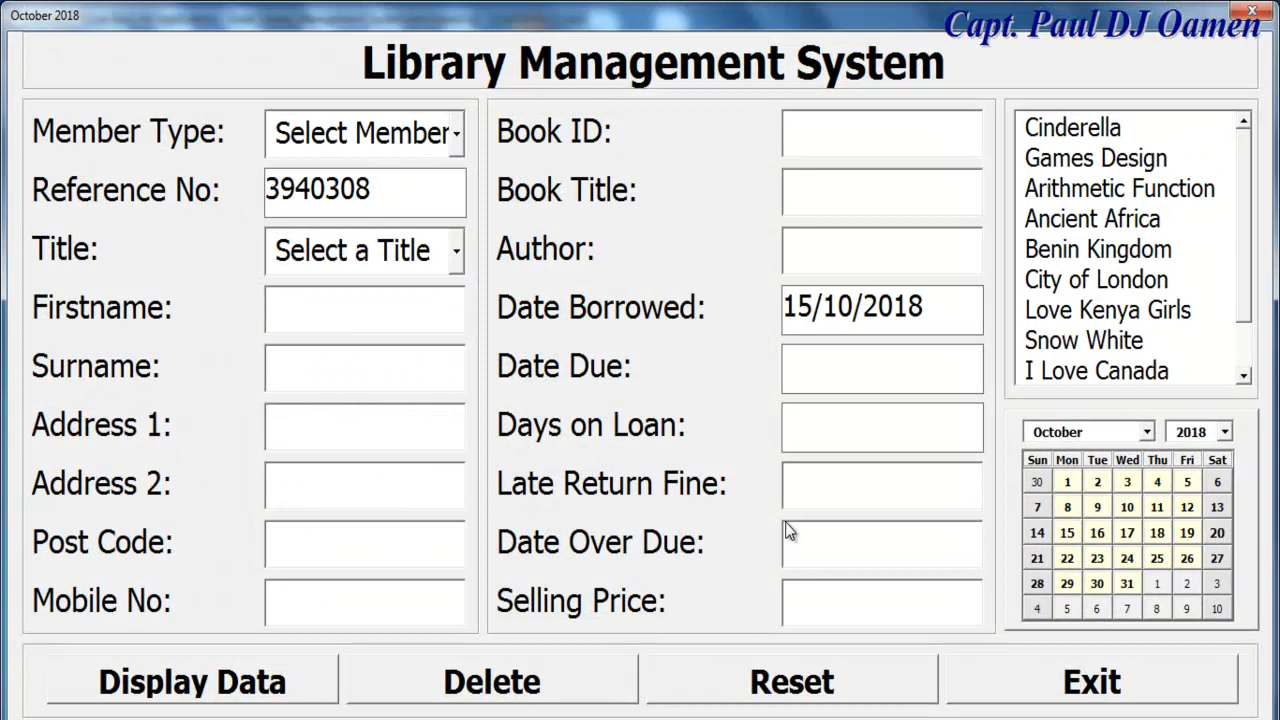 October 2018
Capt. Paul DJ Oamen
Library Management System
Member Type:
Select Member
Reference No:
3940308
Title:
Select a Title
Firstname:
Surname:
Address 1:
Address 2:
Post Code:
Mobile No:
Book ID:
Book Title:
Author:
Date Borrowed:
15/10/2018
Date Due:
Days on Loan:
Late Return Fine:
Date Over Due:
Selling Price:
Cinderella
Games Design
Arithmetic Function
Ancient Africa
Benin Kingdom
City of London
Love Kenya Girls
Snow White
I Love Canada
October 2018
Sun Mon Tue Wed Thu Fri Sat
30 1 2 3 4 5 6
7 8 9 10 11 12 13
14 15 16 17 18 19 20
21 22 23 24 25 26 27
28 29 30 31 1 2 3
4 5 6 7 8 9 10
Display Data
Delete
Reset
Exit